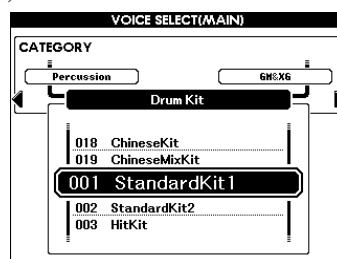 VOICE SELECT(MAIN)
CATEGORY
Percussion
GM&XG
Drum Kit
018 ChineseKit
019 ChineseMixKit
001 StandardKit1
002 StandardKit2
003 HitKit